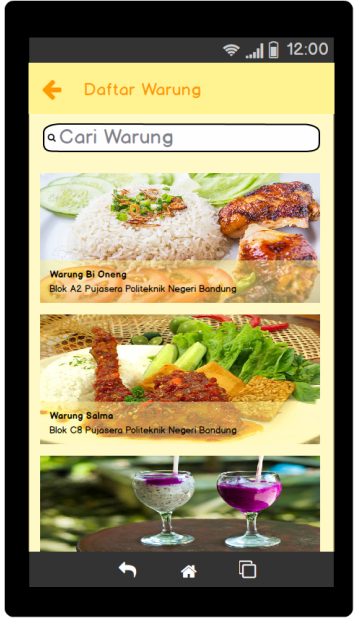 12:00
Daftar Warung
Cari Warung
Warung Bi Oneng
Blok A2 Pujasera Politeknik Negeri Bandung
Warung Salma
Blok C8 Pujasera Politeknik Negeri Bandung